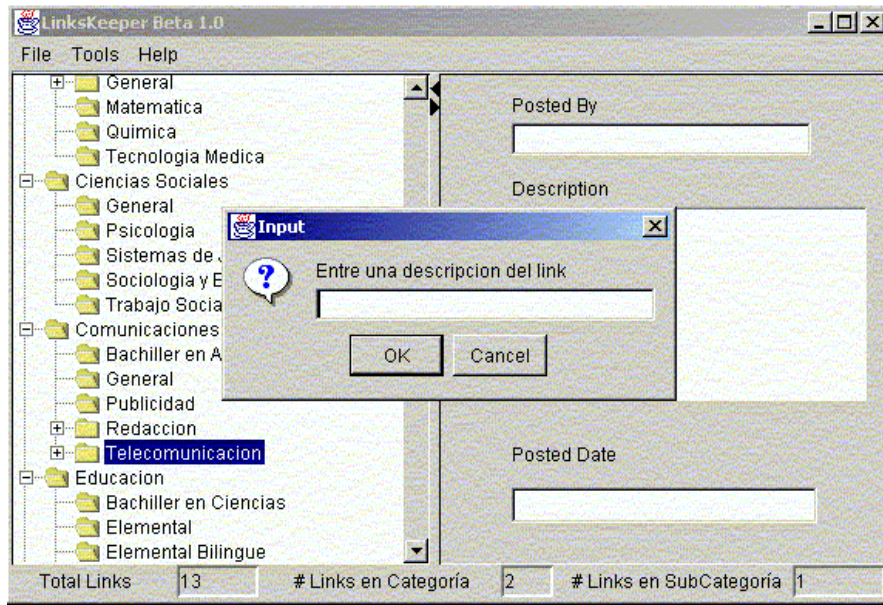 LinksKeeper Beta 1.0
File Tools Help
General
Matematica
Quimica
Tecnologia Medica
Ciencias Sociales
General
Psicologia
Sistemas de
Sociologia y E
Trabajo Socia
Comunicaciones
Bachiller en A
General
Publicidad
Redaccion
Telecomunicacion
Educacion
Bachiller en Ciencias
Elemental
Elemental Bilingue
Posted By
Description
Input
Entre una descripcion del link
OK Cancel
Posted Date
Total Links 13 # Links en Categoría 2 # Links en SubCategoría 1